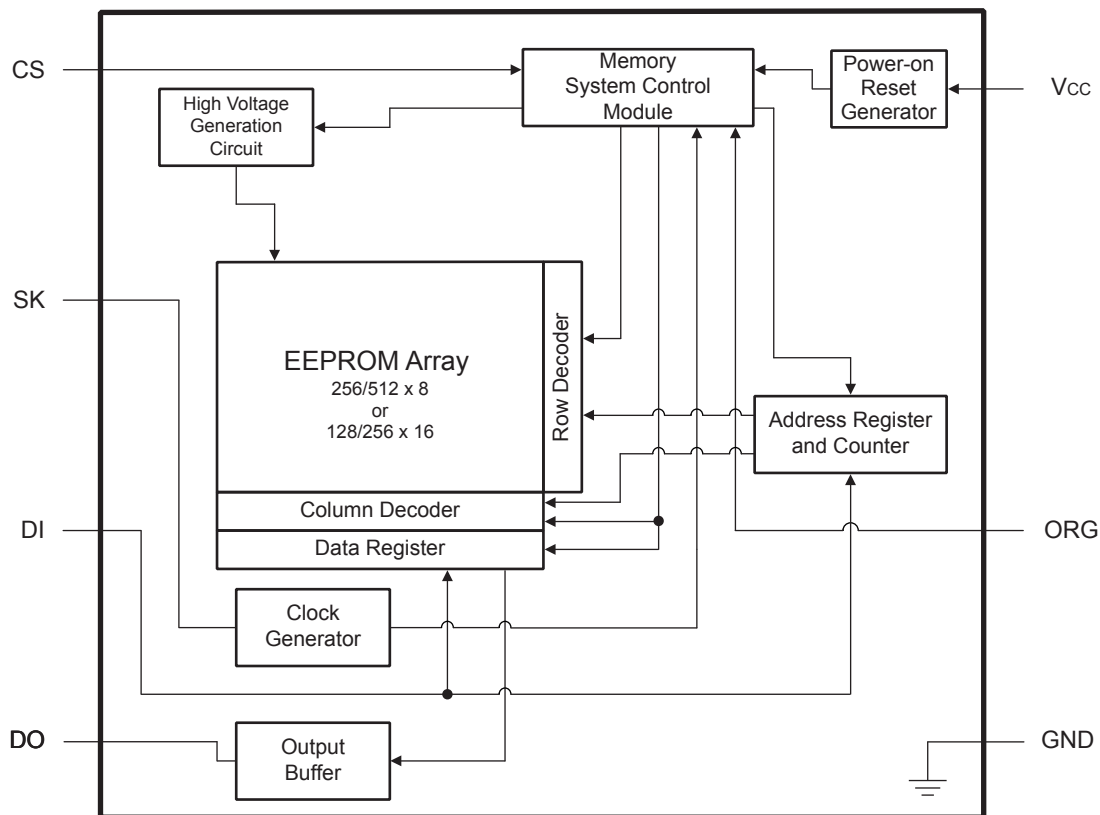 CS
Memory
System Control
Module
Power-on
Reset
Generator
VCC
High Voltage
Generation
Circuit
SK
EEPROM Array
256/512 x 8
or
128/256 x 16
Row Decoder
Address Register
and Counter
Column Decoder
DI
Data Register
ORG
Clock
Generator
DO
Output
Buffer
GND